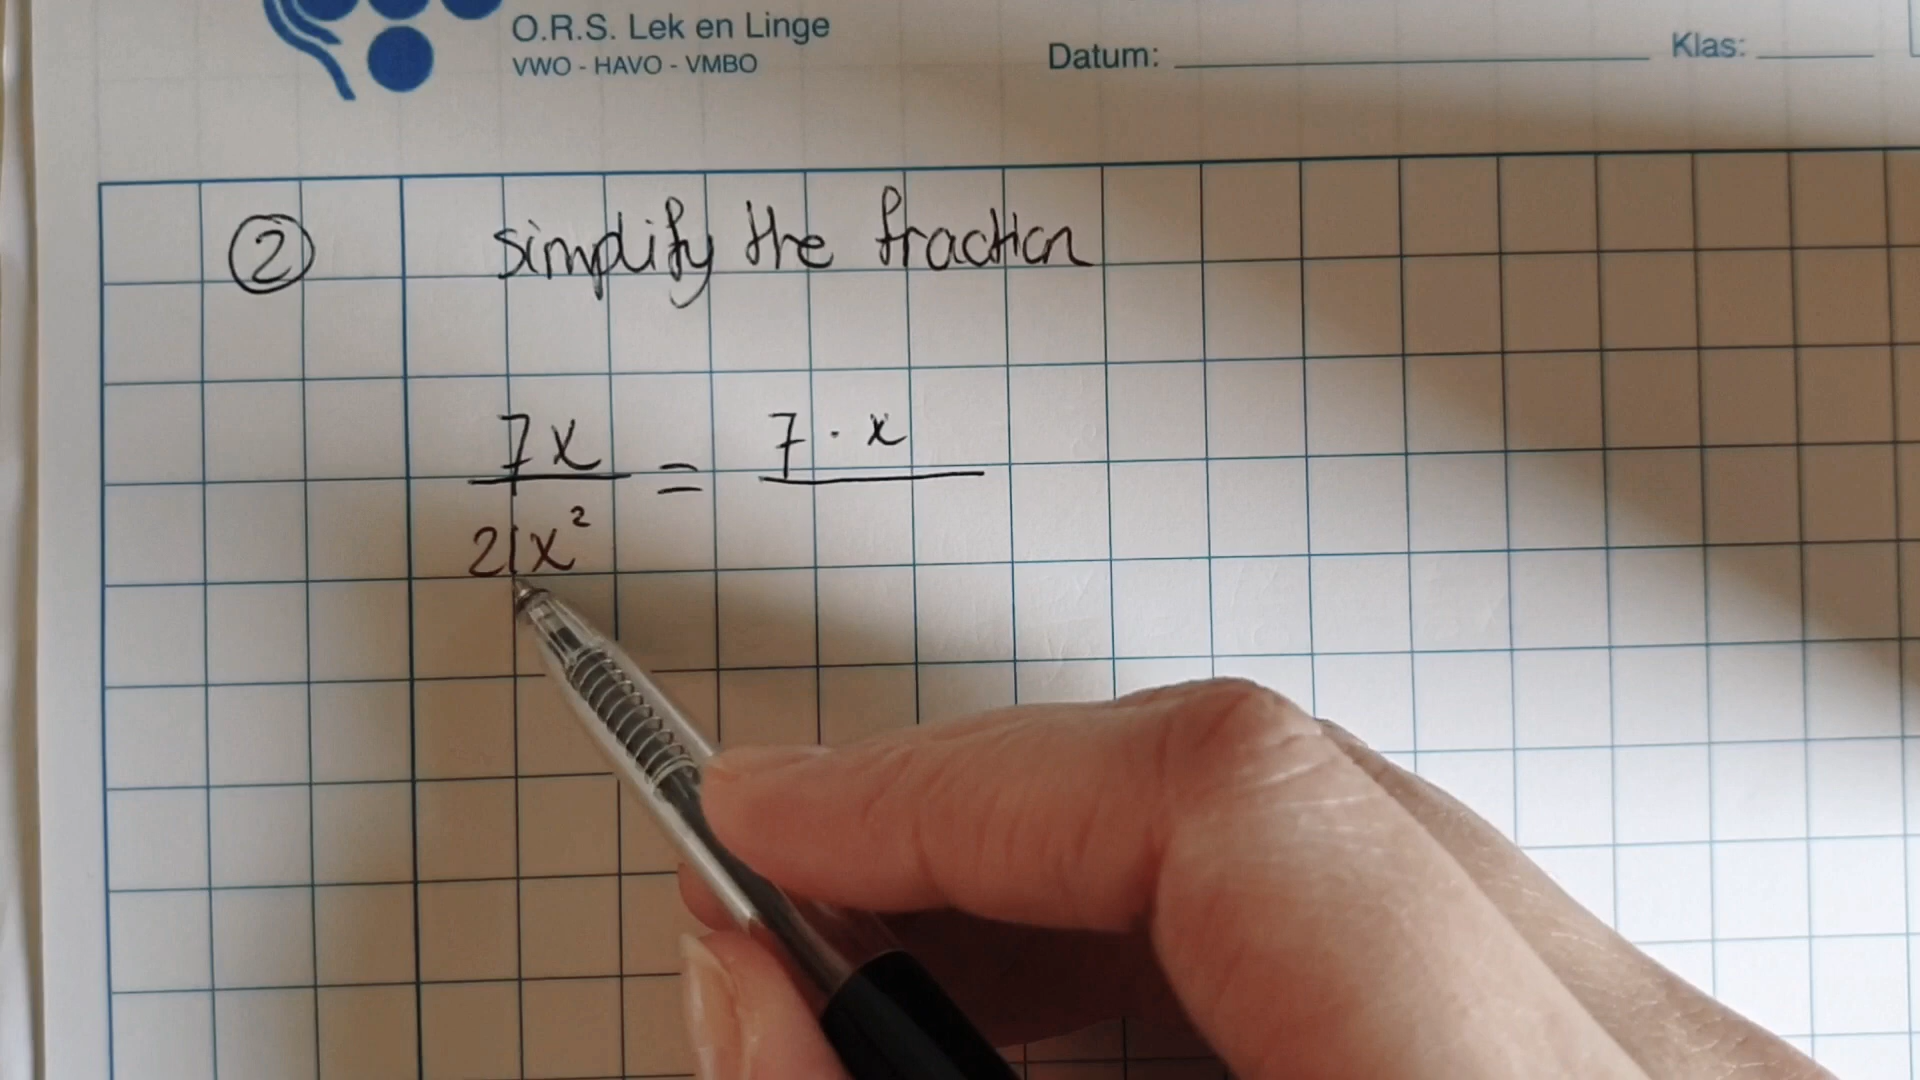 O.R.S. Lek en Linge
VWO - HAVO - VMBO
Datum: Klas:
② simplify the fraction
7x = 7 · x
21x²